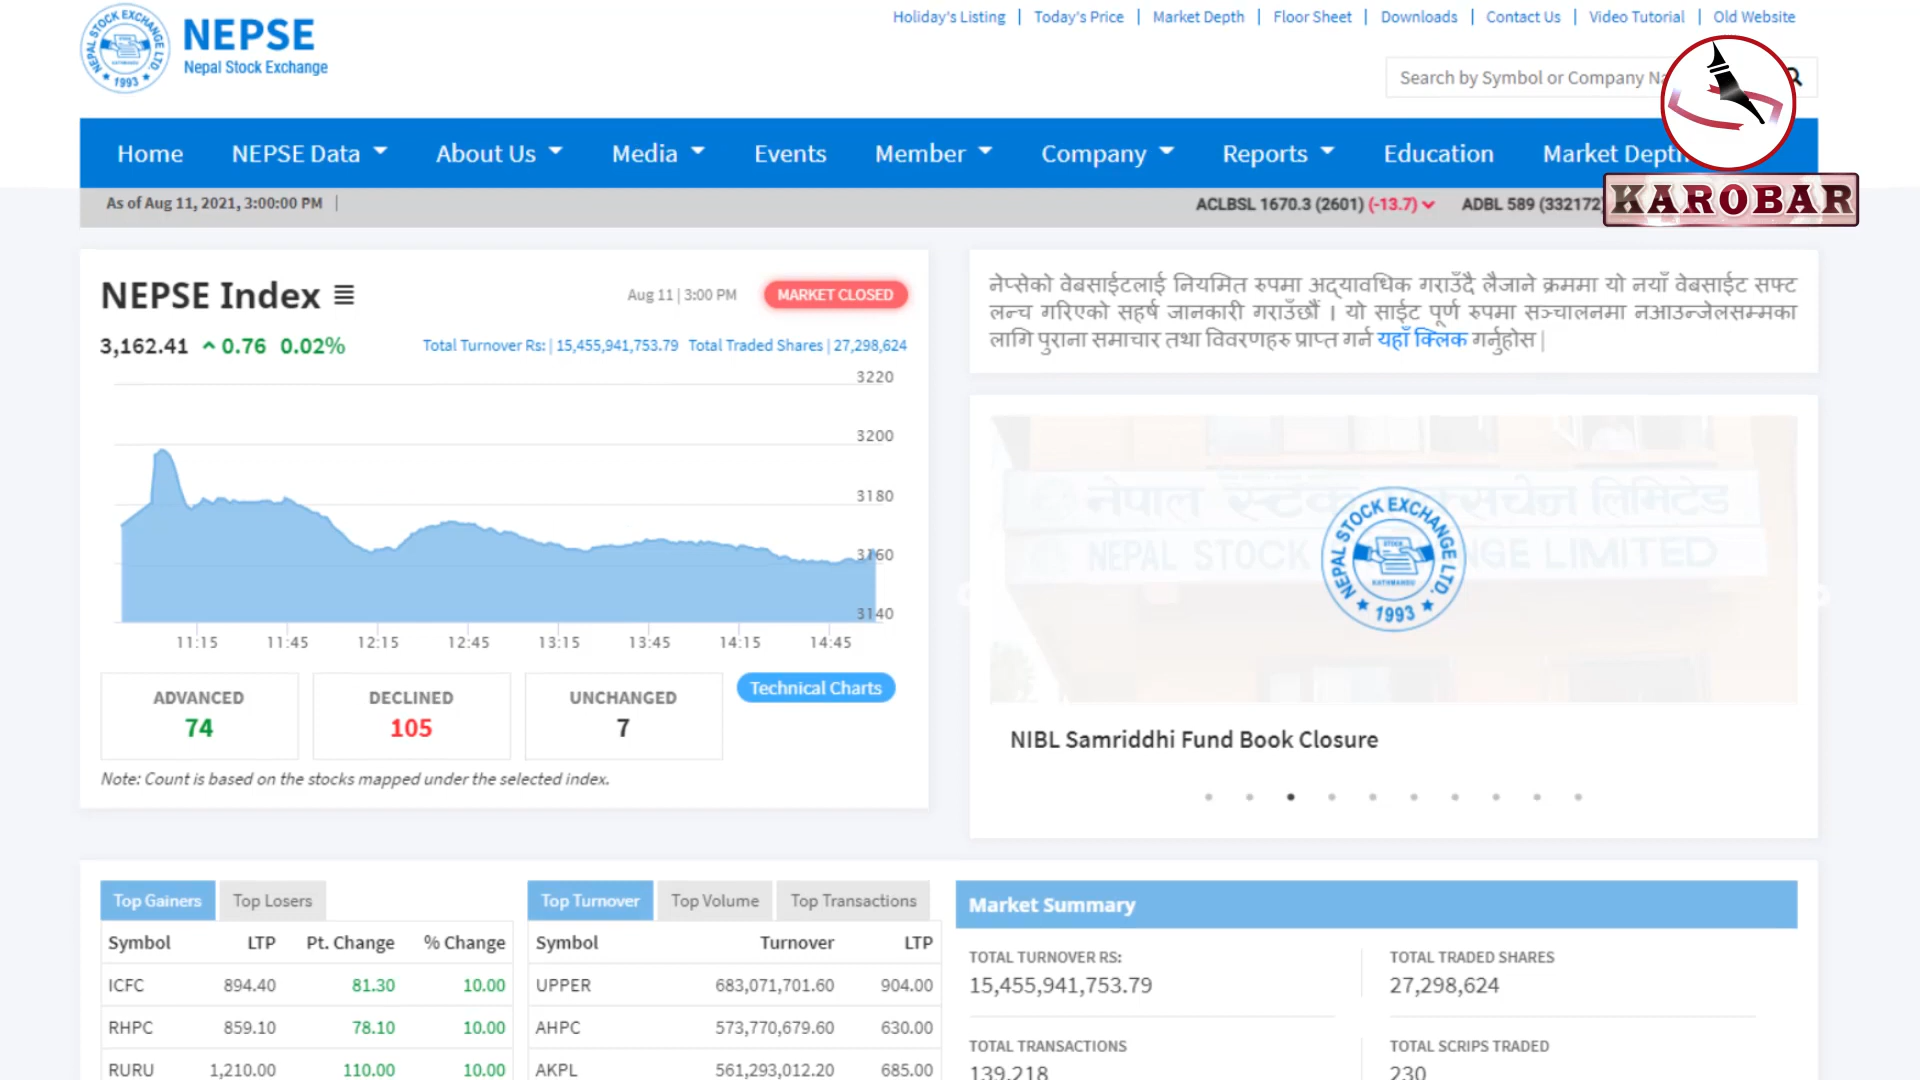 NEPSE
Nepal Stock Exchange
NEPAL STOCK EXCHANGE LTD.
1993
Holiday's Listing | Today's Price | Market Depth | Floor Sheet | Downloads | Contact Us | Video Tutorial | Old Website
Search by Symbol or Company Na
Home NEPSE Data About Us Media Events Member Company Reports Education Market Depth
KAROBAR
As of Aug 11, 2021, 3:00:00 PM |
ACLBSL 1670.3 (2601) (-13.7) ADBL 589 (332172)
NEPSE Index
Aug 11 | 3:00 PM
MARKET CLOSED
3,162.41 0.76 0.02%
Total Turnover Rs: | 15,455,941,753.79 Total Traded Shares | 27,298,624
3220
3200
3180
3160
3140
11:15 11:45 12:15 12:45 13:15 13:45 14:15 14:45
ADVANCED
74
DECLINED
105
UNCHANGED
7
Technical Charts
Note: Count is based on the stocks mapped under the selected index.
नेप्सेको वेबसाईटलाई नियमित रुपमा अद्यावधिक गराउँदै लैजाने क्रममा यो नयाँ वेबसाईट सफ्ट
लन्च गरिएको सहर्ष जानकारी गराउँछौं । यो साईट पूर्ण रुपमा सञ्चालनमा नआउन्जेलसम्मका
लागि पुराना समाचार तथा विवरणहरु प्राप्त गर्न यहाँ क्लिक गर्नुहोस |
नेपाल स्टक एक्सचेन्ज लिमिटेड
NEPAL STOCK NGE LIMITED
NEPAL STOCK EXCHANGE LTD.
STOCK
KATHMANDU
1993
NIBL Samriddhi Fund Book Closure
Top Gainers Top Losers
Symbol LTP Pt. Change % Change
ICFC 894.40 81.30 10.00
RHPC 859.10 78.10 10.00
RURU 1,210.00 110.00 10.00
Top Turnover Top Volume Top Transactions
Symbol Turnover LTP
UPPER 683,071,701.60 904.00
AHPC 573,770,679.60 630.00
AKPL 561,293,012.20 685.00
Market Summary
TOTAL TURNOVER RS:
15,455,941,753.79
TOTAL TRADED SHARES
27,298,624
TOTAL TRANSACTIONS
139,218
TOTAL SCRIPS TRADED
230